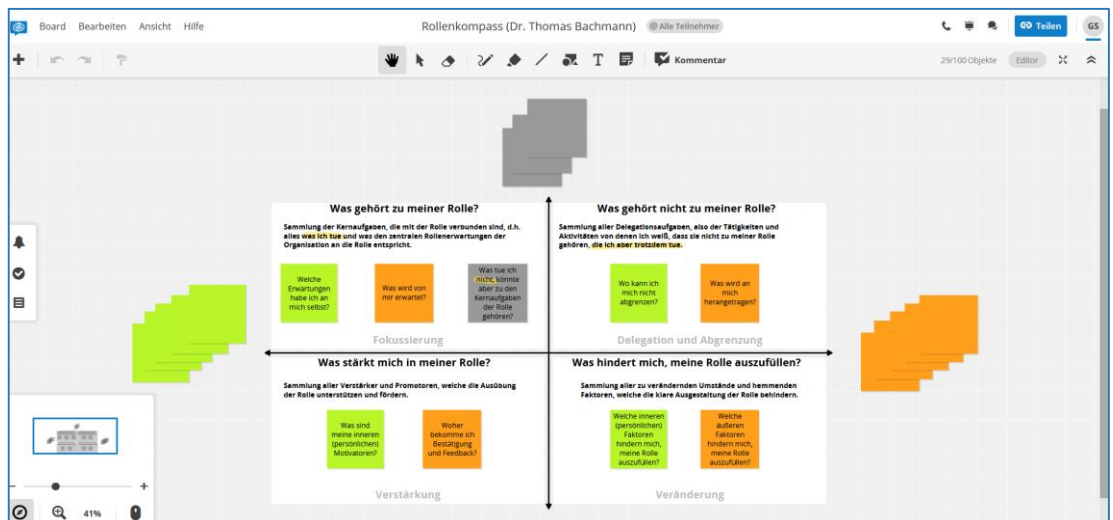 Board Bearbeiten Ansicht Hilfe
Rollenkompass (Dr. Thomas Bachmann)
@ Alle Teilnehmer
Teilen
GS
T
Kommentar
29/100 Objekte
Editor
Was gehört zu meiner Rolle?
Sammlung der Kernaufgaben, die mit der Rolle verbunden sind, d.h.
alles was ich tue und was den zentralen Rollenerwartungen der
Organisation an die Rolle entspricht.
Welche
Erwartungen
habe ich an
mich selbst?
Was wird von
mir erwartet?
Was tue ich
nicht, könnte
aber zu den
Kernaufgaben
der Rolle
gehören?
Fokussierung
Was gehört nicht zu meiner Rolle?
Sammlung aller Delegationsaufgaben, also der Tätigkeiten und
Aktivitäten von denen ich weiß, dass sie nicht zu meiner Rolle
gehören, die ich aber trotzdem tue.
Wo kann ich
mich nicht
abgrenzen?
Was wird an
mich
herangetragen?
Delegation und Abgrenzung
Was stärkt mich in meiner Rolle?
Sammlung aller Verstärker und Promotoren, welche die Ausübung
der Rolle unterstützen und fördern.
Was sind
meine inneren
(persönlichen)
Motivatoren?
Woher
bekomme ich
Bestätigung
und Feedback?
Verstärkung
Was hindert mich, meine Rolle auszufüllen?
Sammlung aller zu verändernden Umstände und hemmenden
Faktoren, welche die klare Ausgestaltung der Rolle behindern.
Welche inneren
(persönlichen)
Faktoren
hindern mich,
meine Rolle
auszufüllen?
Welche
äußeren
Faktoren
hindern mich,
meine Rolle
auszufüllen?
Veränderung
41%